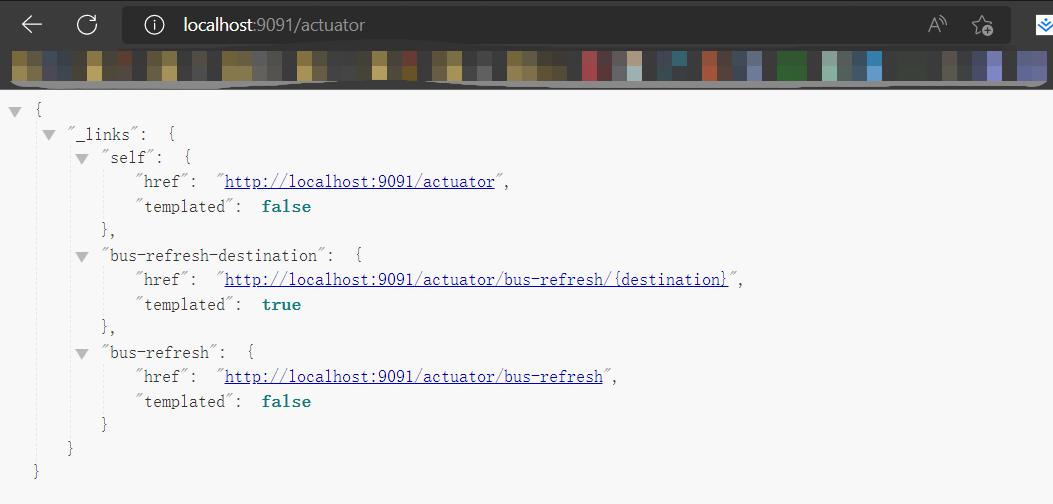 localhost:9091/actuator
{
"_links": {
"self": {
"href": "http://localhost:9091/actuator",
"templated": false
},
"bus-refresh-destination": {
"href": "http://localhost:9091/actuator/bus-refresh/{destination}",
"templated": true
},
"bus-refresh": {
"href": "http://localhost:9091/actuator/bus-refresh",
"templated": false
}
}
}